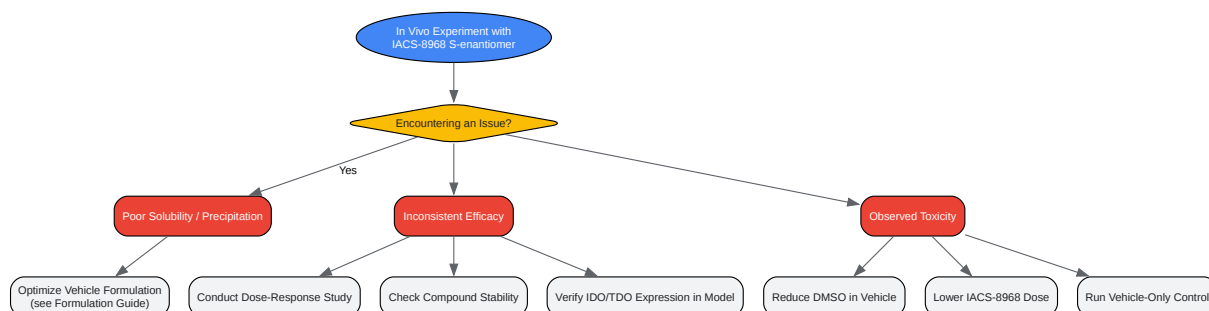 In Vivo Experiment with
IACS-8968 S-enantiomer
Encountering an Issue?
Yes
Poor Solubility / Precipitation
Inconsistent Efficacy
Observed Toxicity
Optimize Vehicle Formulation
(see Formulation Guide)
Conduct Dose-Response Study
Check Compound Stability
Verify IDO/TDO Expression in Model
Reduce DMSO in Vehicle
Lower IACS-8968 Dose
Run Vehicle-Only Control